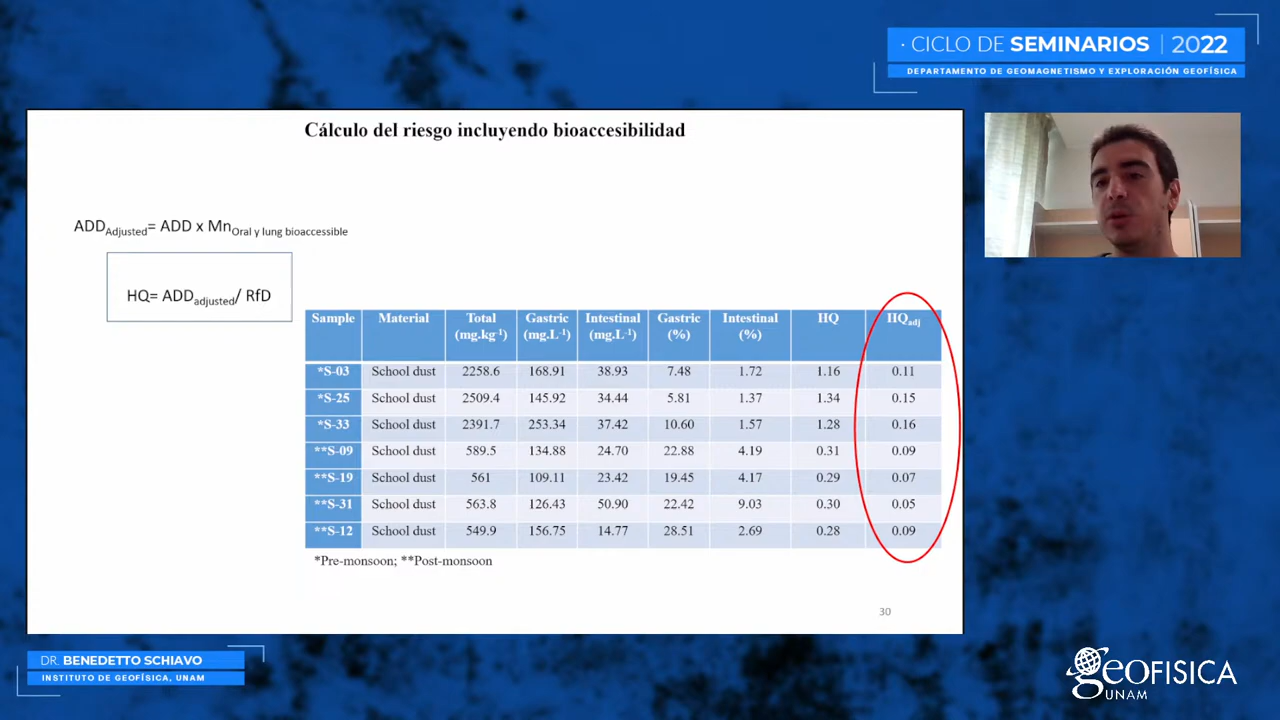 · CICLO DE SEMINARIOS | 2022
DEPARTAMENTO DE GEOMAGNETISMO Y EXPLORACIÓN GEOFÍSICA
Cálculo del riesgo incluyendo bioaccesibilidad
ADDAdjusted= ADD x MnOral y lung bioaccessible
HQ= ADDadjusted/ RfD
Sample Material Total (mg.kg-1) Gastric (mg.L-1) Intestinal (mg.L-1) Gastric (%) Intestinal (%) HQ HQadj
*S-03 School dust 2258.6 168.91 38.93 7.48 1.72 1.16 0.11
*S-25 School dust 2509.4 145.92 34.44 5.81 1.37 1.34 0.15
*S-33 School dust 2391.7 253.34 37.42 10.60 1.57 1.28 0.16
**S-09 School dust 589.5 134.88 24.70 22.88 4.19 0.31 0.09
**S-19 School dust 561 109.11 23.42 19.45 4.17 0.29 0.07
**S-31 School dust 563.8 126.43 50.90 22.42 9.03 0.30 0.05
**S-12 School dust 549.9 156.75 14.77 28.51 2.69 0.28 0.09
*Pre-monsoon; **Post-monsoon
30
DR. BENEDETTO SCHIAVO
INSTITUTO DE GEOFÍSICA, UNAM
GEOFISICA
UNAM